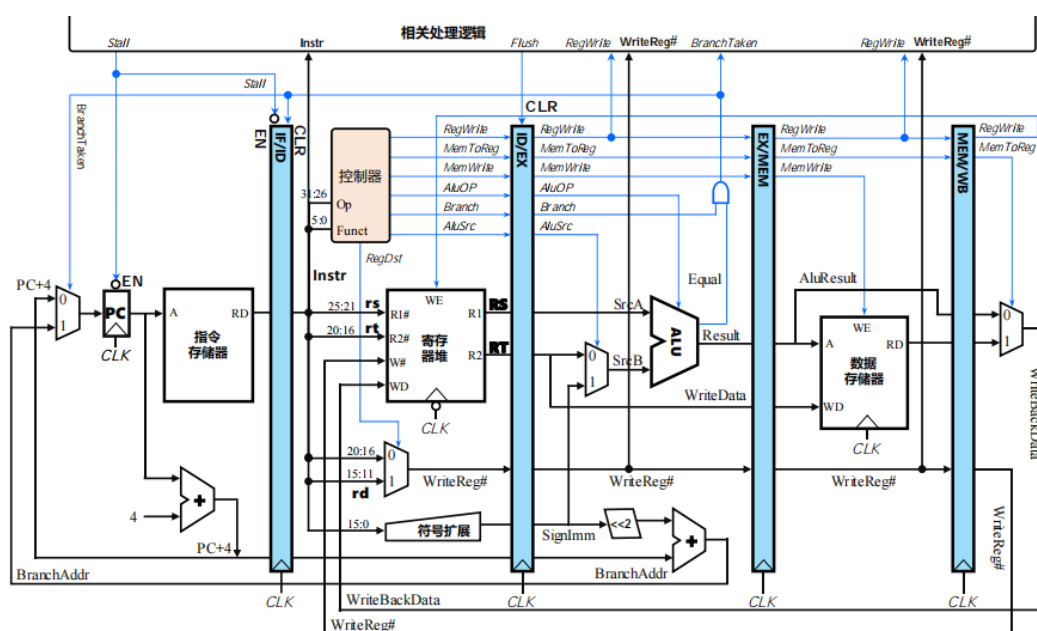 相关处理逻辑
Stall
Instr
Flush
RegWrite
WriteReg#
BranchTaken
RegWrite
WriteReg#
Stall
BranchTaken
EN
IF/ID
CLR
CLR
ID/EX
EX/MEM
MEM/WB
控制器
31:26
Op
5:0
Funct
RegWrite
MemToReg
MemWrite
AluOP
Branch
AluSrc
RegDst
RegWrite
MemToReg
MemWrite
AluOP
Branch
AluSrc
RegWrite
MemToReg
MemWrite
RegWrite
MemToReg
PC+4
0
1
EN
PC
CLK
A
RD
指令
存储器
Instr
25:21
rs
20:16
rt
WE
R1#
R2#
W#
WD
R1
R2
寄存
器堆
CLK
RS
RT
SrcA
0
1
SrcB
ALU
Equal
Result
WriteData
AluResult
WE
A
RD
数据
存储器
WD
CLK
0
1
WriteBackData
20:16
0
15:11
1
rd
WriteReg#
WriteReg#
WriteReg#
WriteReg#
4
+
PC+4
15:0
符号扩展
SignImm
<<2
+
BranchAddr
BranchAddr
CLK
CLK
CLK
CLK
WriteBackData
WriteReg#